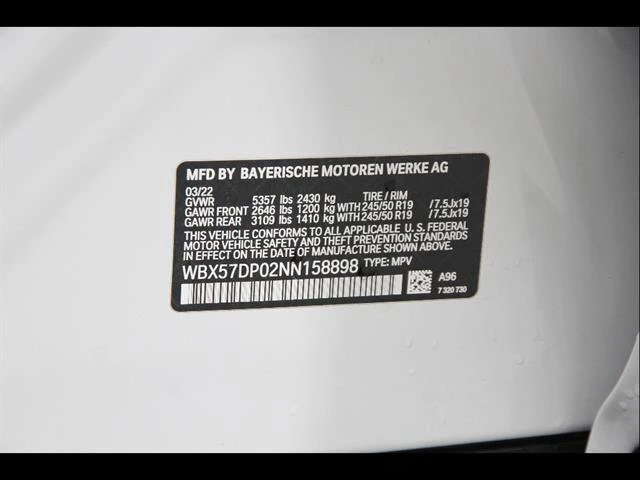 MFD BY BAYERISCHE MOTOREN WERKE AG
03/22 TIRE / RIM
GVWR 5357 lbs 2430 kg
GAWR FRONT 2646 lbs 1200 kg WITH 245/50 R19 /7.5Jx19
GAWR REAR 3109 lbs 1410 kg WITH 245/50 R19 /7.5Jx19
THIS VEHICLE CONFORMS TO ALL APPLICABLE U.S. FEDERAL
MOTOR VEHICLE SAFETY, BUMPER, AND THEFT PREVENTION STANDARDS
IN EFFECT ON THE DATE OF MANUFACTURE SHOWN ABOVE.
WBX57DP02NN158898 TYPE: MPV
A96
7 320 730